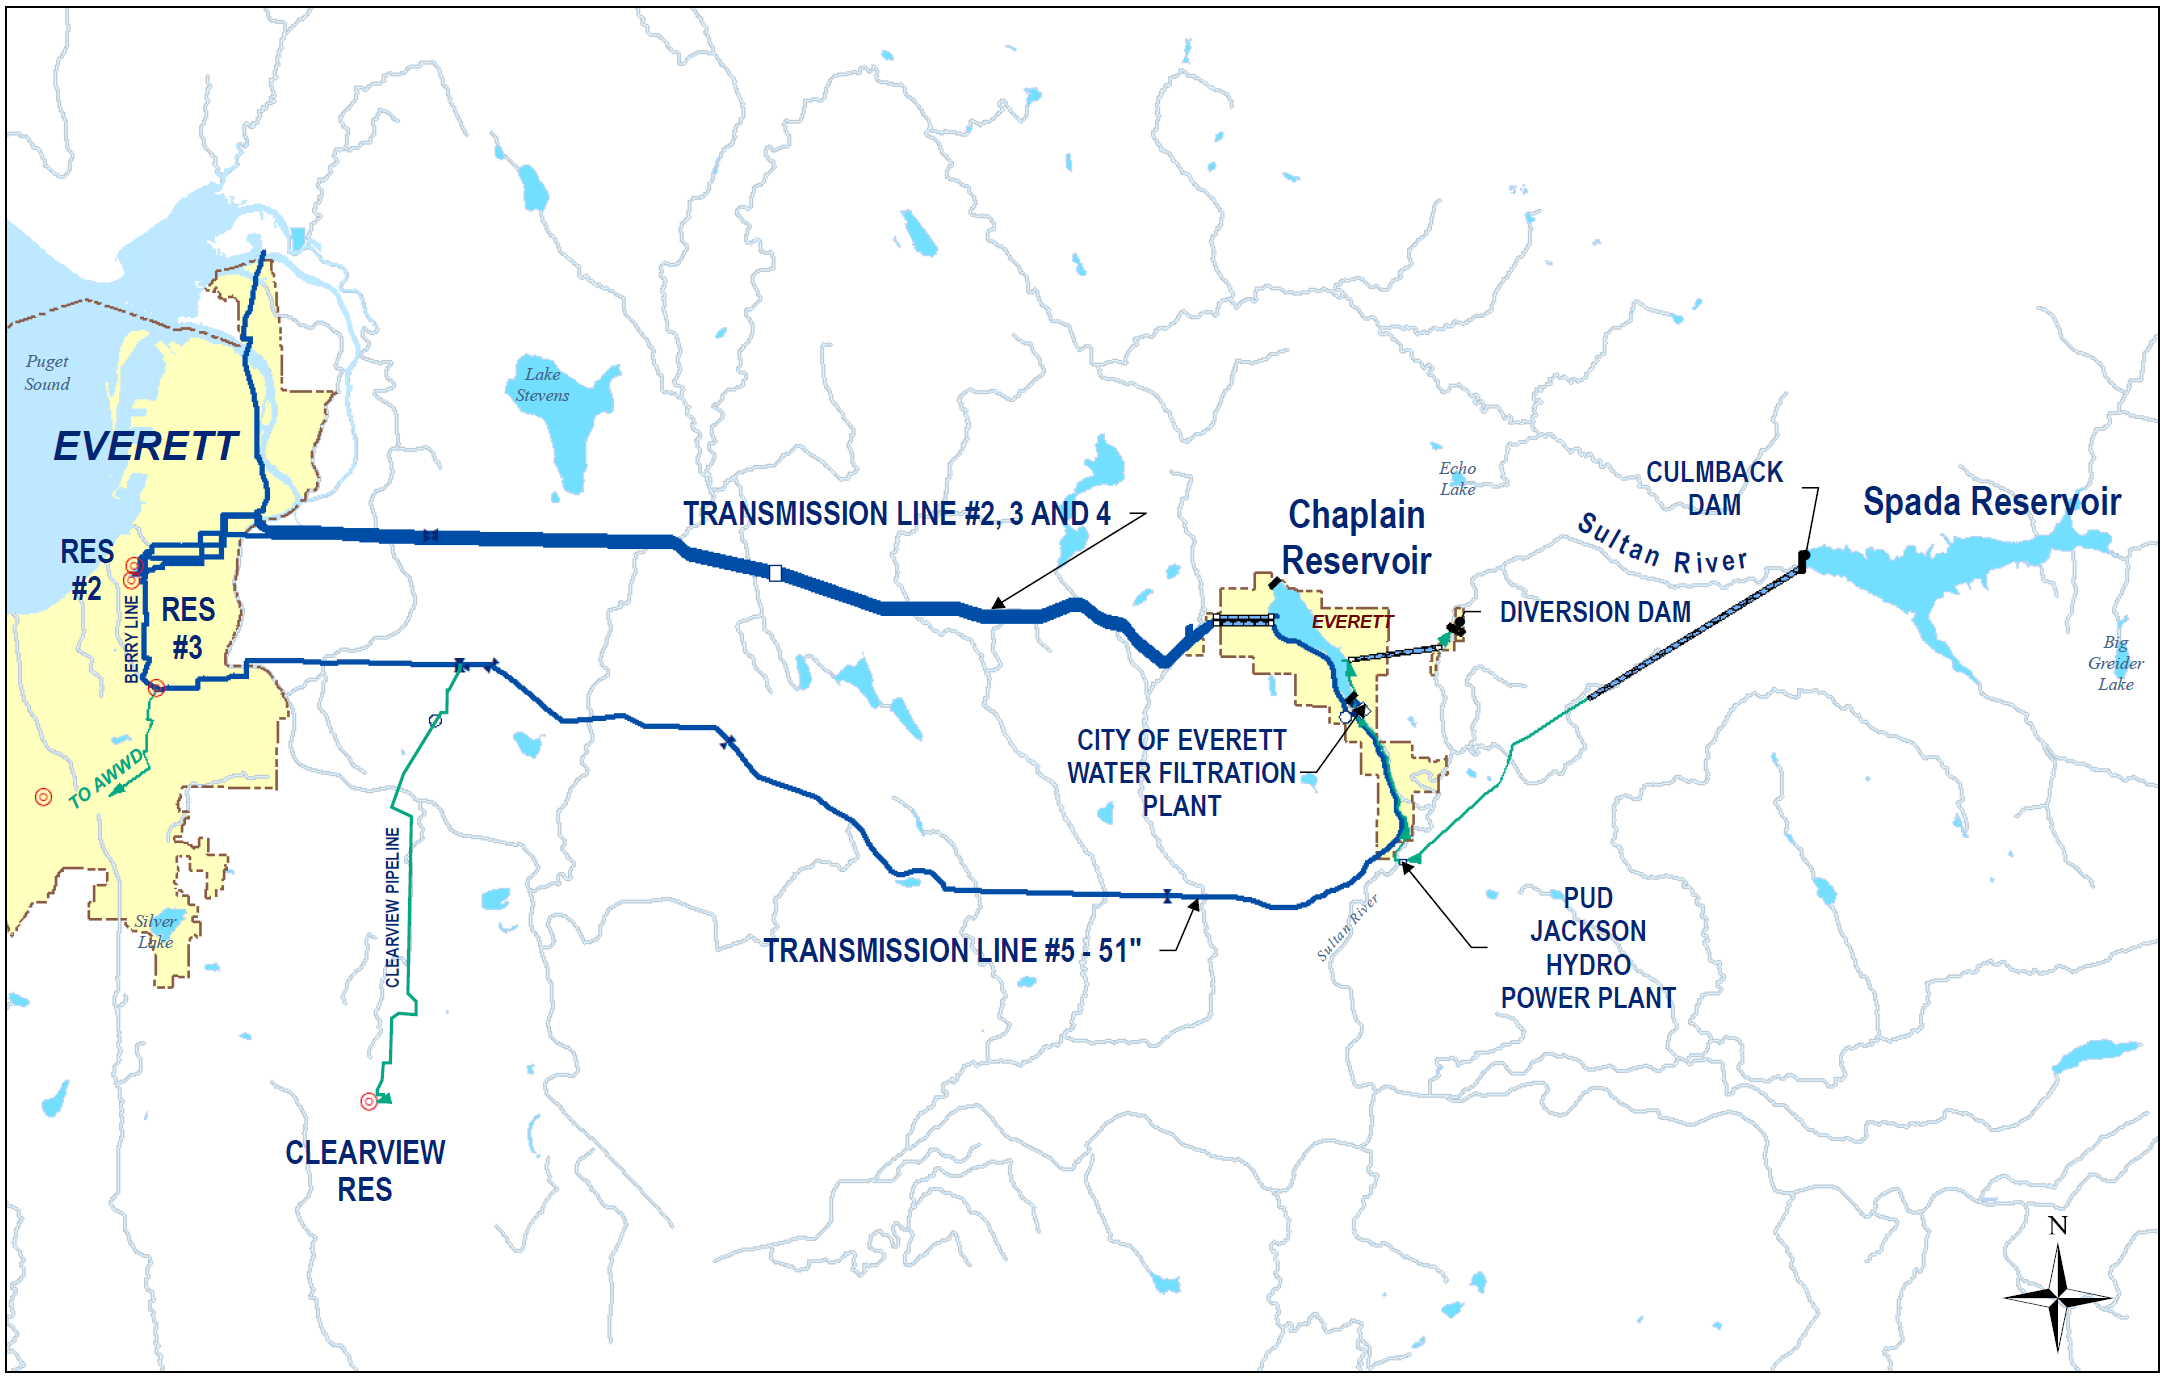 Puget
Sound
EVERETT
Lake
Stevens
TRANSMISSION LINE #2, 3 AND 4
Chaplain
Reservoir
Echo
Lake
CULMBACK
DAM
Spada Reservoir
Sultan River
RES
#2
RES
#3
BERRY LINE
EVERETT
DIVERSION DAM
Big
Greider
Lake
TO AWWD
CITY OF EVERETT
WATER FILTRATION
PLANT
CLEARVIEW PIPELINE
Silver
Lake
TRANSMISSION LINE #5 - 51"
Sultan River
PUD
JACKSON
HYDRO
POWER PLANT
CLEARVIEW
RES
N